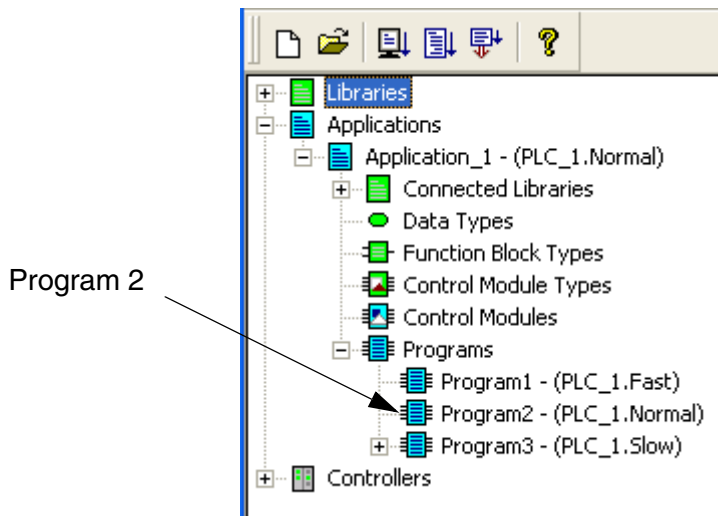 Libraries
Applications
Application_1 - (PLC_1.Normal)
Connected Libraries
Data Types
Function Block Types
Program 2
Control Module Types
Control Modules
Programs
Program1 - (PLC_1.Fast)
Program2 - (PLC_1.Normal)
Program3 - (PLC_1.Slow)
Controllers